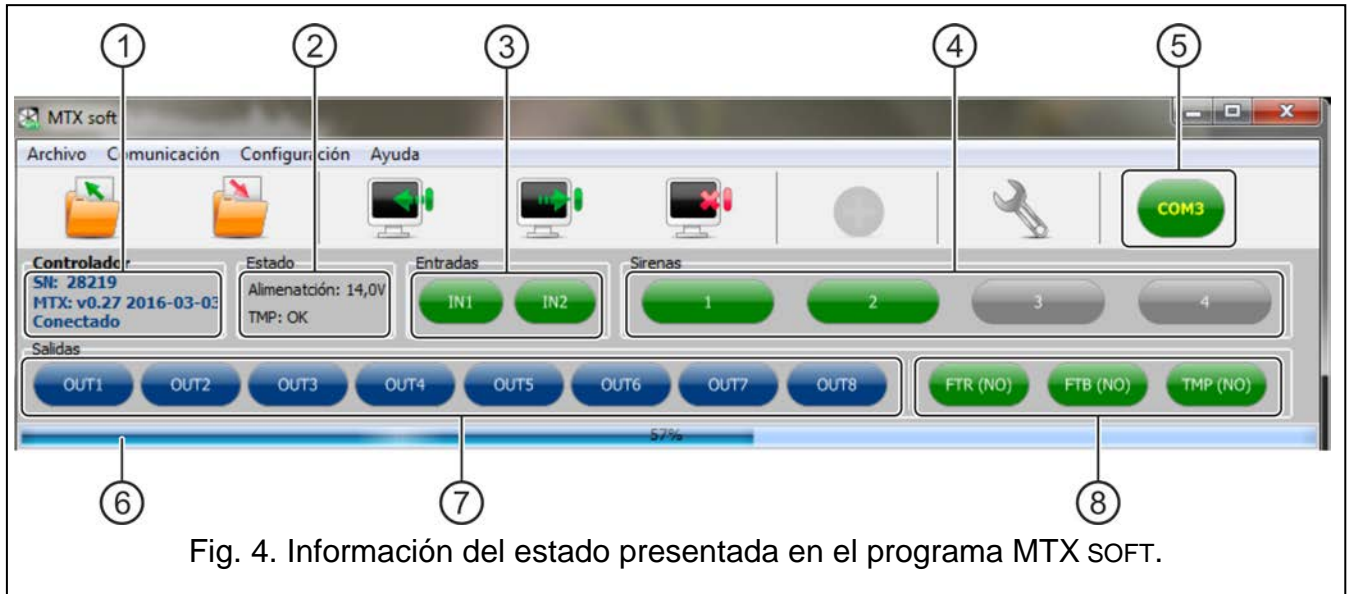 1 2 3 4 5
MTX soft
Archivo Comunicación Configuración Ayuda
COM3
Controlador Estado Entradas Sirenas
SN: 28219
MTX: v0.27 2016-03-03
Conectado
Alimenatción: 14,0V
TMP: OK
IN1 IN2 1 2 3 4
Salidas
OUT1 OUT2 OUT3 OUT4 OUT5 OUT6 OUT7 OUT8 FTR (NO) FTB (NO) TMP (NO)
57%
6 7 8
Fig. 4. Información del estado presentada en el programa MTX SOFT.